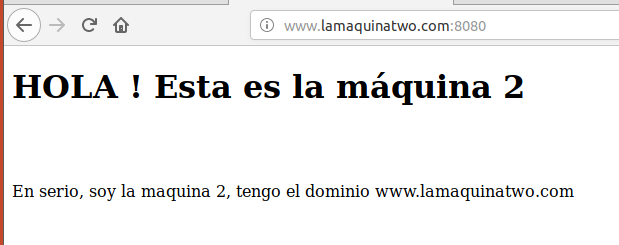 www.lamaquinatwo.com:8080
HOLA ! Esta es la máquina 2
En serio, soy la maquina 2, tengo el dominio www.lamaquinatwo.com